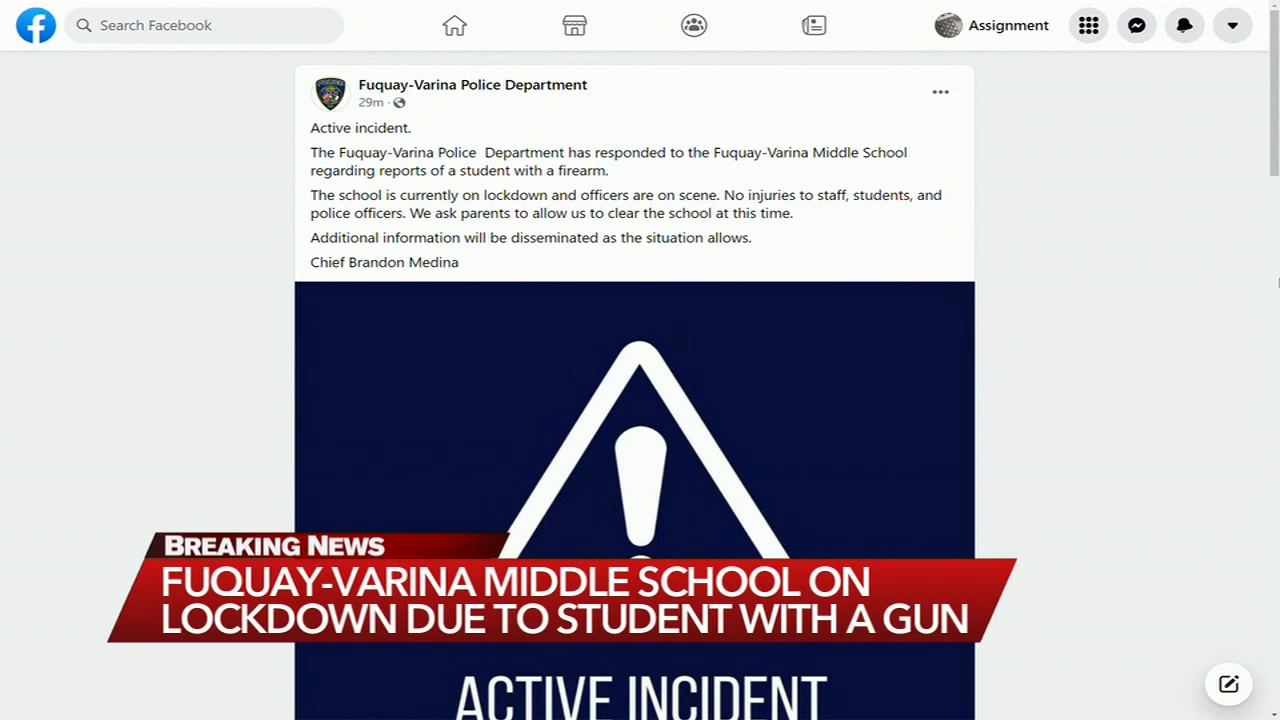 Search Facebook
Assignment
Fuquay-Varina Police Department
29m ·
Active incident.
The Fuquay-Varina Police Department has responded to the Fuquay-Varina Middle School
regarding reports of a student with a firearm.
The school is currently on lockdown and officers are on scene. No injuries to staff, students, and
police officers. We ask parents to allow us to clear the school at this time.
Additional information will be disseminated as the situation allows.
Chief Brandon Medina
BREAKING NEWS
FUQUAY-VARINA MIDDLE SCHOOL ON
LOCKDOWN DUE TO STUDENT WITH A GUN
ACTIVE INCIDENT